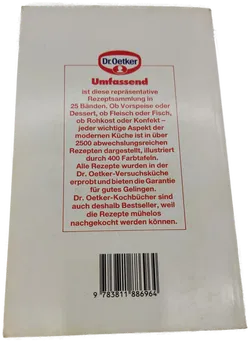 Dr.Oetker
Umfassend
ist diese repräsentative
Rezeptsammlung in
25 Bänden. Ob Vorspeise oder
Dessert, ob Fleisch oder Fisch,
ob Rohkost oder Konfekt –
jeder wichtige Aspekt der
modernen Küche ist in über
2500 abwechslungsreichen
Rezepten dargestellt, illustriert
durch 400 Farbtafeln.
Alle Rezepte wurden in der
Dr. Oetker-Versuchsküche
erprobt und bieten die Garantie
für gutes Gelingen.
Dr. Oetker-Kochbücher sind
auch deshalb Bestseller, weil
die Rezepte mühelos
nachgekocht werden können.
9 783811 886964